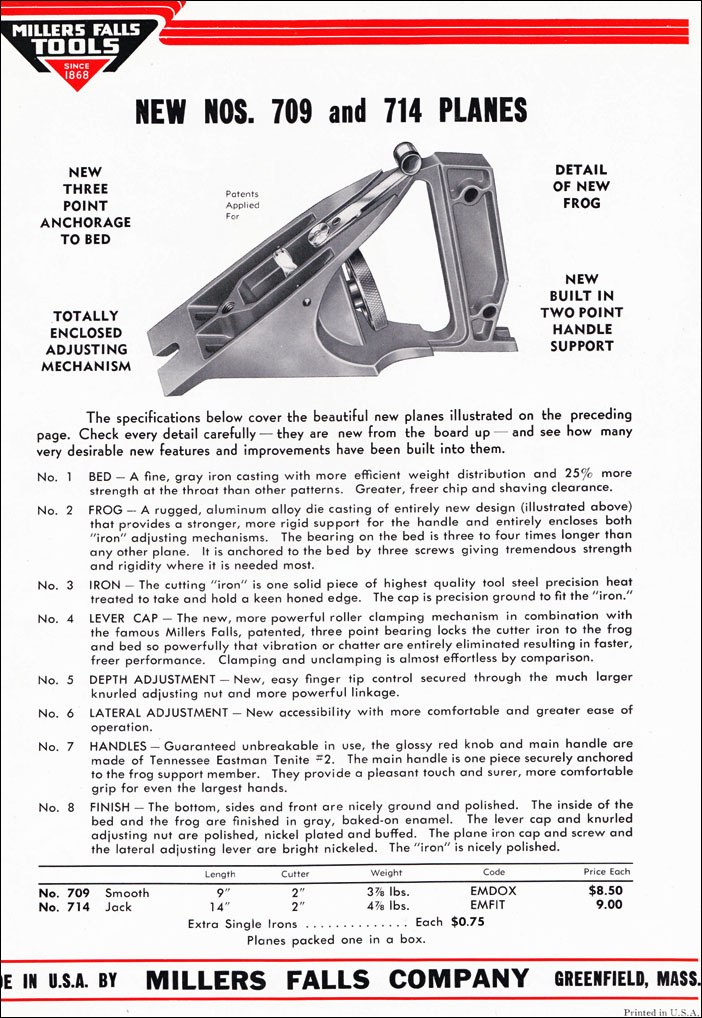 MILLERS FALLS
TOOLS
SINCE
1868
NEW NOS. 709 and 714 PLANES
NEW
THREE
POINT
ANCHORAGE
TO BED
Patents
Applied
For
DETAIL
OF NEW
FROG
TOTALLY
ENCLOSED
ADJUSTING
MECHANISM
NEW
BUILT IN
TWO POINT
HANDLE
SUPPORT
The specifications below cover the beautiful new planes illustrated on the preceding
page. Check every detail carefully — they are new from the board up — and see how many
very desirable new features and improvements have been built into them.
No. 1 BED — A fine, gray iron casting with more efficient weight distribution and 25% more
strength at the throat than other patterns. Greater, freer chip and shaving clearance.
No. 2 FROG — A rugged, aluminum alloy die casting of entirely new design (illustrated above)
that provides a stronger, more rigid support for the handle and entirely encloses both
"iron" adjusting mechanisms. The bearing on the bed is three to four times longer than
any other plane. It is anchored to the bed by three screws giving tremendous strength
and rigidity where it is needed most.
No. 3 IRON — The cutting "iron" is one solid piece of highest quality tool steel precision heat
treated to take and hold a keen honed edge. The cap is precision ground to fit the "iron."
No. 4 LEVER CAP — The new, more powerful roller clamping mechanism in combination with
the famous Millers Falls, patented, three point bearing locks the cutter iron to the frog
and bed so powerfully that vibration or chatter are entirely eliminated resulting in faster,
freer performance. Clamping and unclamping is almost effortless by comparison.
No. 5 DEPTH ADJUSTMENT — New, easy finger tip control secured through the much larger
knurled adjusting nut and more powerful linkage.
No. 6 LATERAL ADJUSTMENT — New accessibility with more comfortable and greater ease of
operation.
No. 7 HANDLES — Guaranteed unbreakable in use, the glossy red knob and main handle are
made of Tennessee Eastman Tenite #2. The main handle is one piece securely anchored
to the frog support member. They provide a pleasant touch and surer, more comfortable
grip for even the largest hands.
No. 8 FINISH — The bottom, sides and front are nicely ground and polished. The inside of the
bed and the frog are finished in gray, baked-on enamel. The lever cap and knurled
adjusting nut are polished, nickel plated and buffed. The plane iron cap and screw and
the lateral adjusting lever are bright nickeled. The "iron" is nicely polished.
Length Cutter Weight Code Price Each
No. 709 Smooth 9" 2" 3⅞ lbs. EMDOX $8.50
No. 714 Jack 14" 2" 4⅞ lbs. EMFIT 9.00
Extra Single Irons . . . . . . . . . . . . . . Each $0.75
Planes packed one in a box.
DE IN U.S.A. BY MILLERS FALLS COMPANY GREENFIELD, MASS.
Printed in U.S.A.